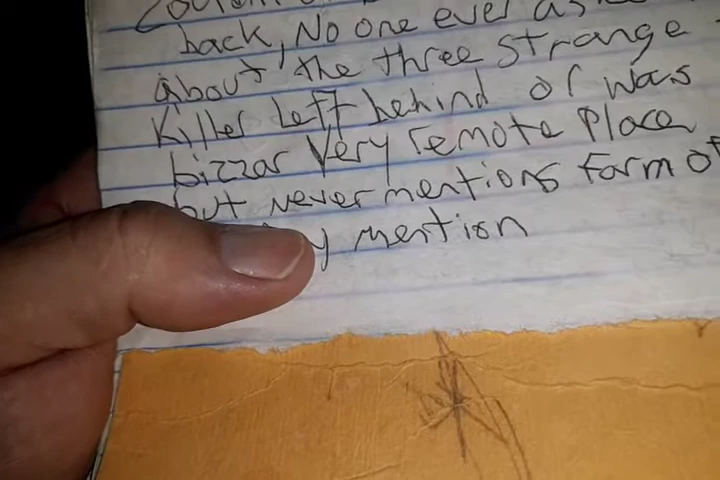 back, No one ever as
about the three strange
Killer Left behind or was
bizzar Very remote Place
but never mentions form of
mention